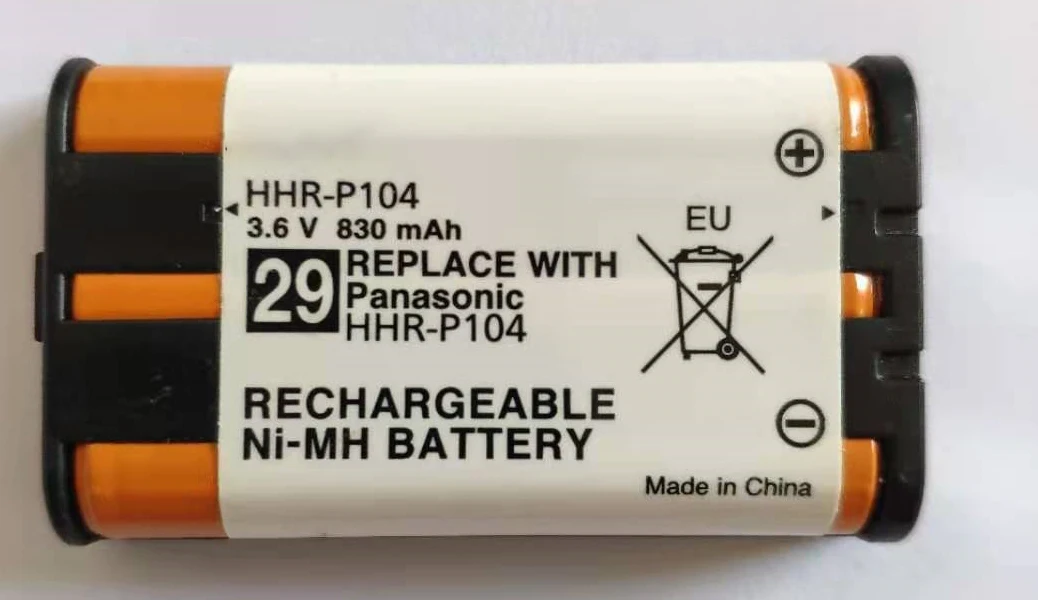 HHR-P104
3.6 V 830 mAh
29
REPLACE WITH
Panasonic
HHR-P104
EU
RECHARGEABLE
Ni-MH BATTERY
Made in China